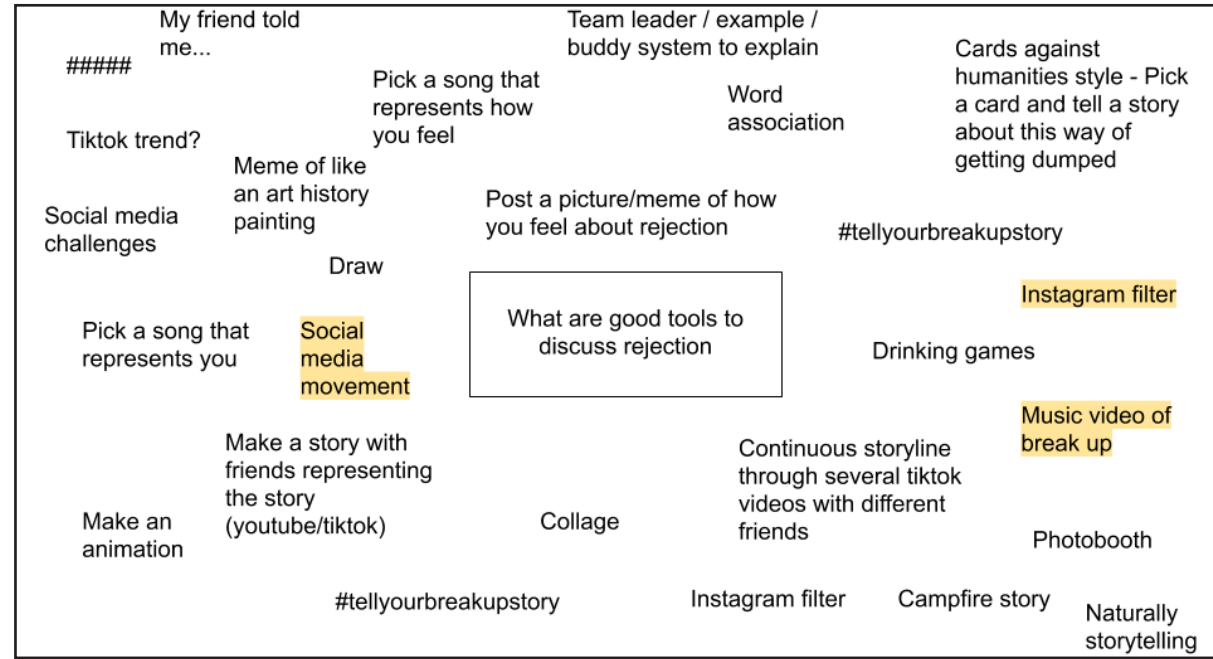 My friend told
me...
Team leader / example /
buddy system to explain
#####
Cards against
humanities style - Pick
a card and tell a story
about this way of
getting dumped
Pick a song that
represents how
you feel
Word
association
Tiktok trend?
Meme of like
an art history
painting
Social media
challenges
Post a picture/meme of how
you feel about rejection
#tellyourbreakupstory
Draw
Instagram filter
What are good tools to
discuss rejection
Pick a song that
represents you
Social
media
movement
Drinking games
Music video of
break up
Make a story with
friends representing
the story
(youtube/tiktok)
Continuous storyline
through several tiktok
videos with different
friends
Make an
animation
Collage
Photobooth
#tellyourbreakupstory
Instagram filter
Campfire story
Naturally
storytelling